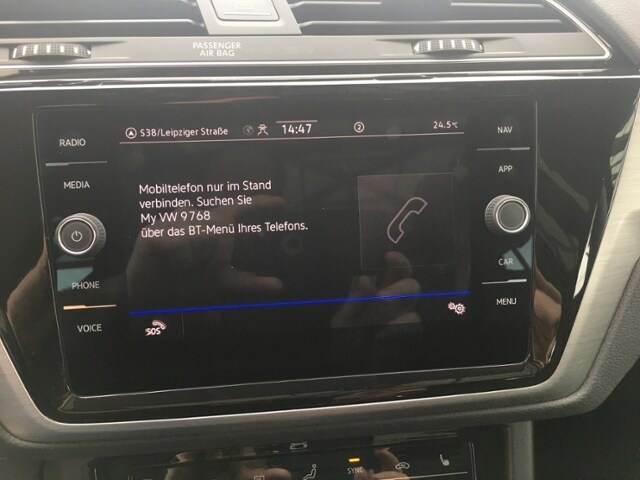 PASSENGER
AIR BAG
RADIO
MEDIA
PHONE
VOICE
S38/Leipziger Straße
14:47
2
24.5°C
Mobiltelefon nur im Stand
verbinden. Suchen Sie
My VW 9768
über das BT-Menü Ihres Telefons.
SOS
NAV
APP
CAR
MENU
SYNC